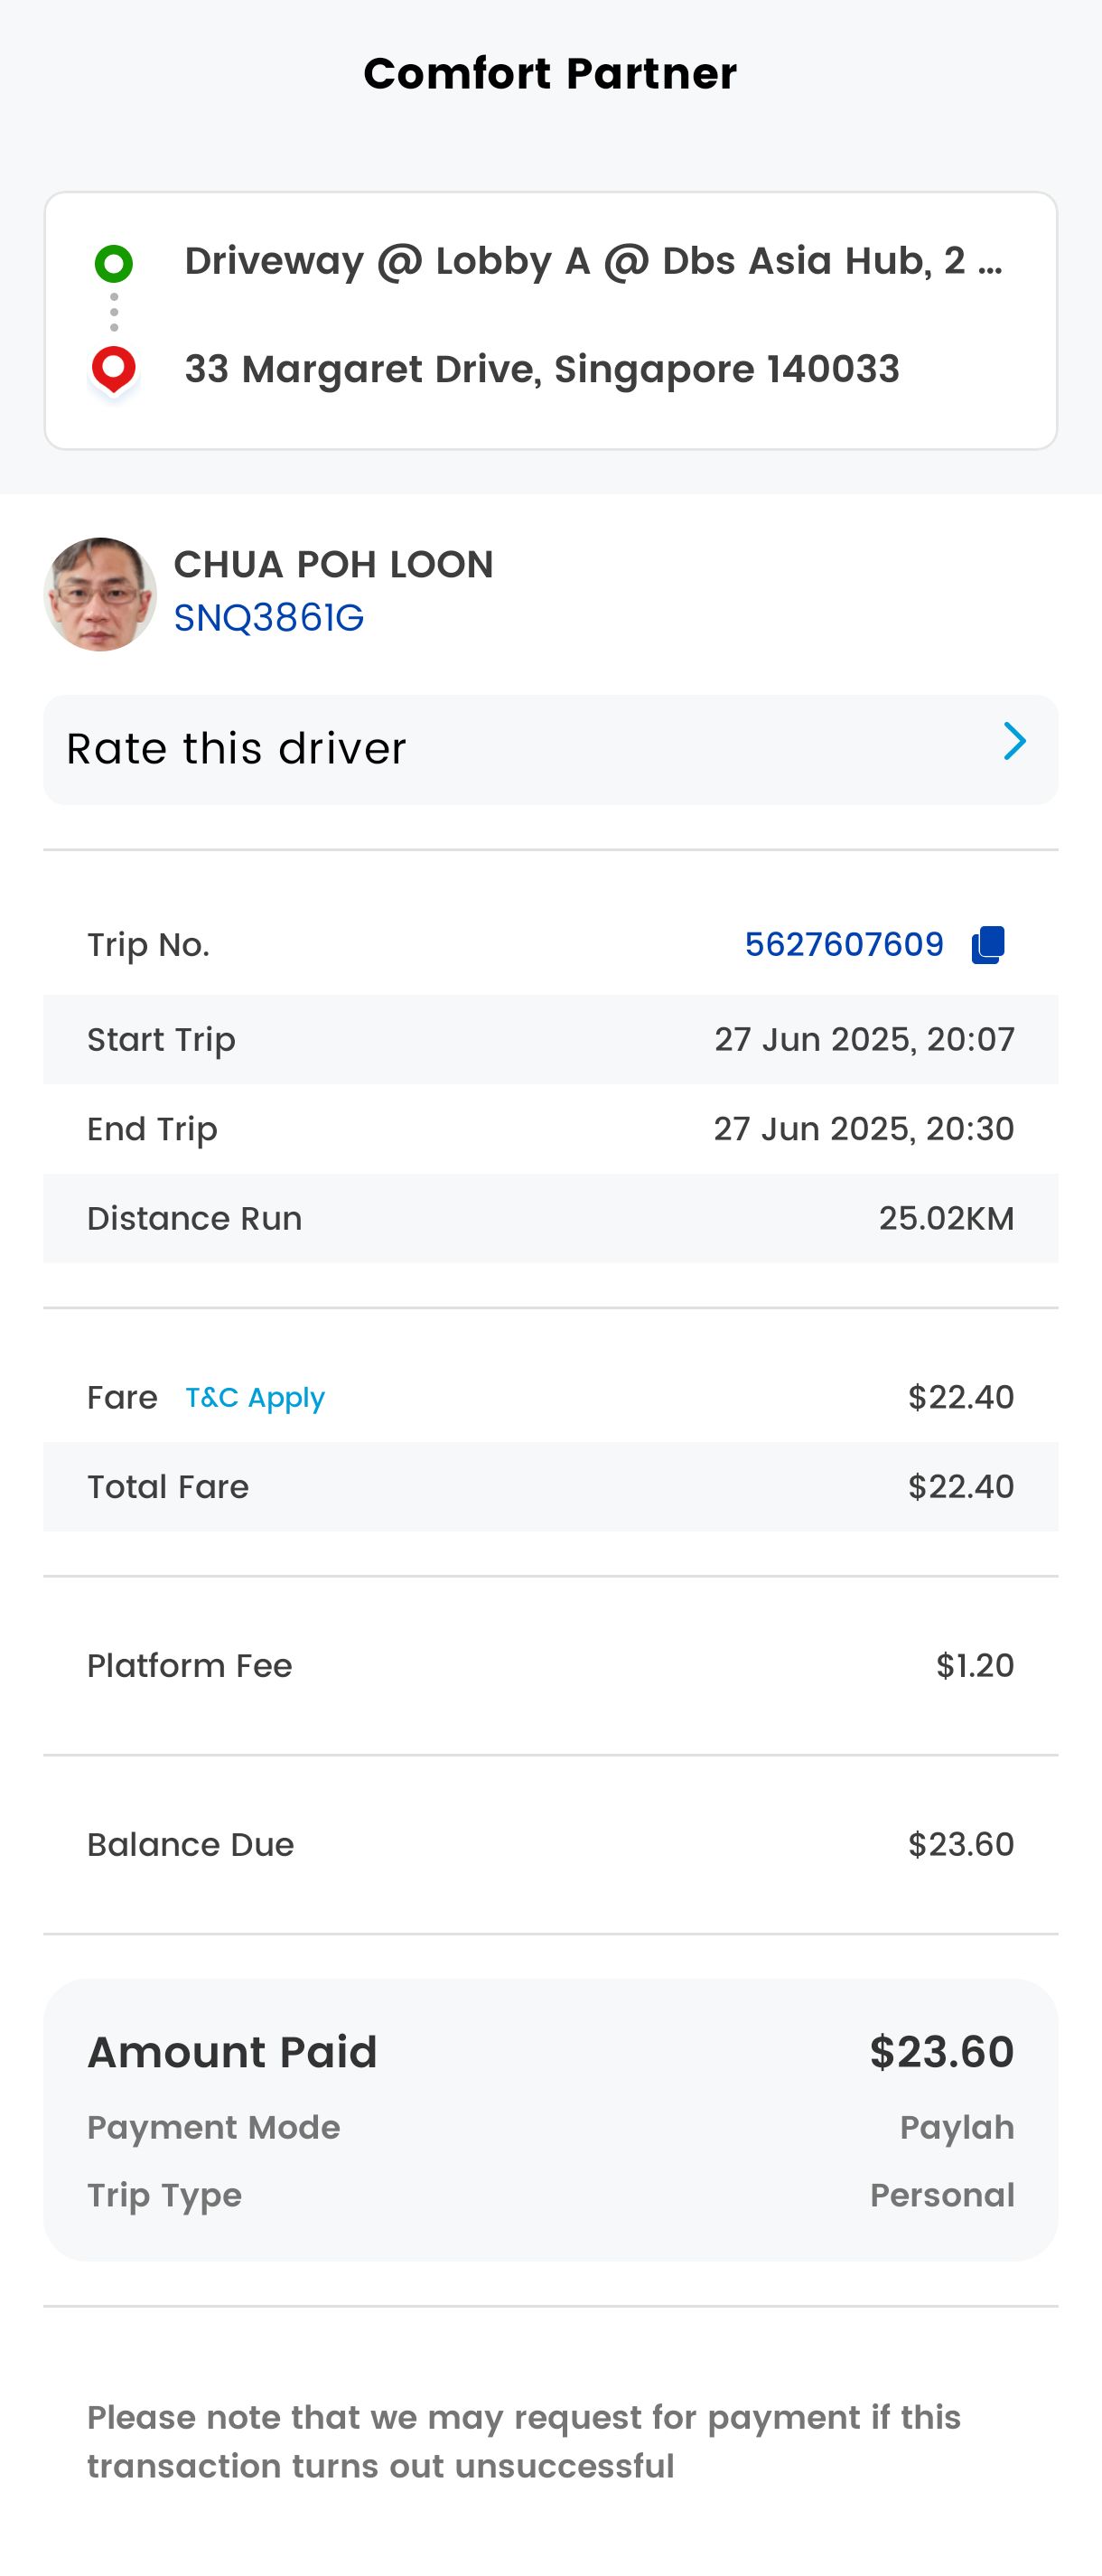 Comfort Partner
Driveway @ Lobby A @ Dbs Asia Hub, 2 ...
33 Margaret Drive, Singapore 140033
CHUA POH LOON
SNQ3861G
Rate this driver
Trip No. 5627607609
Start Trip 27 Jun 2025, 20:07
End Trip 27 Jun 2025, 20:30
Distance Run 25.02KM
Fare T&C Apply $22.40
Total Fare $22.40
Platform Fee $1.20
Balance Due $23.60
Amount Paid $23.60
Payment Mode Paylah
Trip Type Personal
Please note that we may request for payment if this
transaction turns out unsuccessful